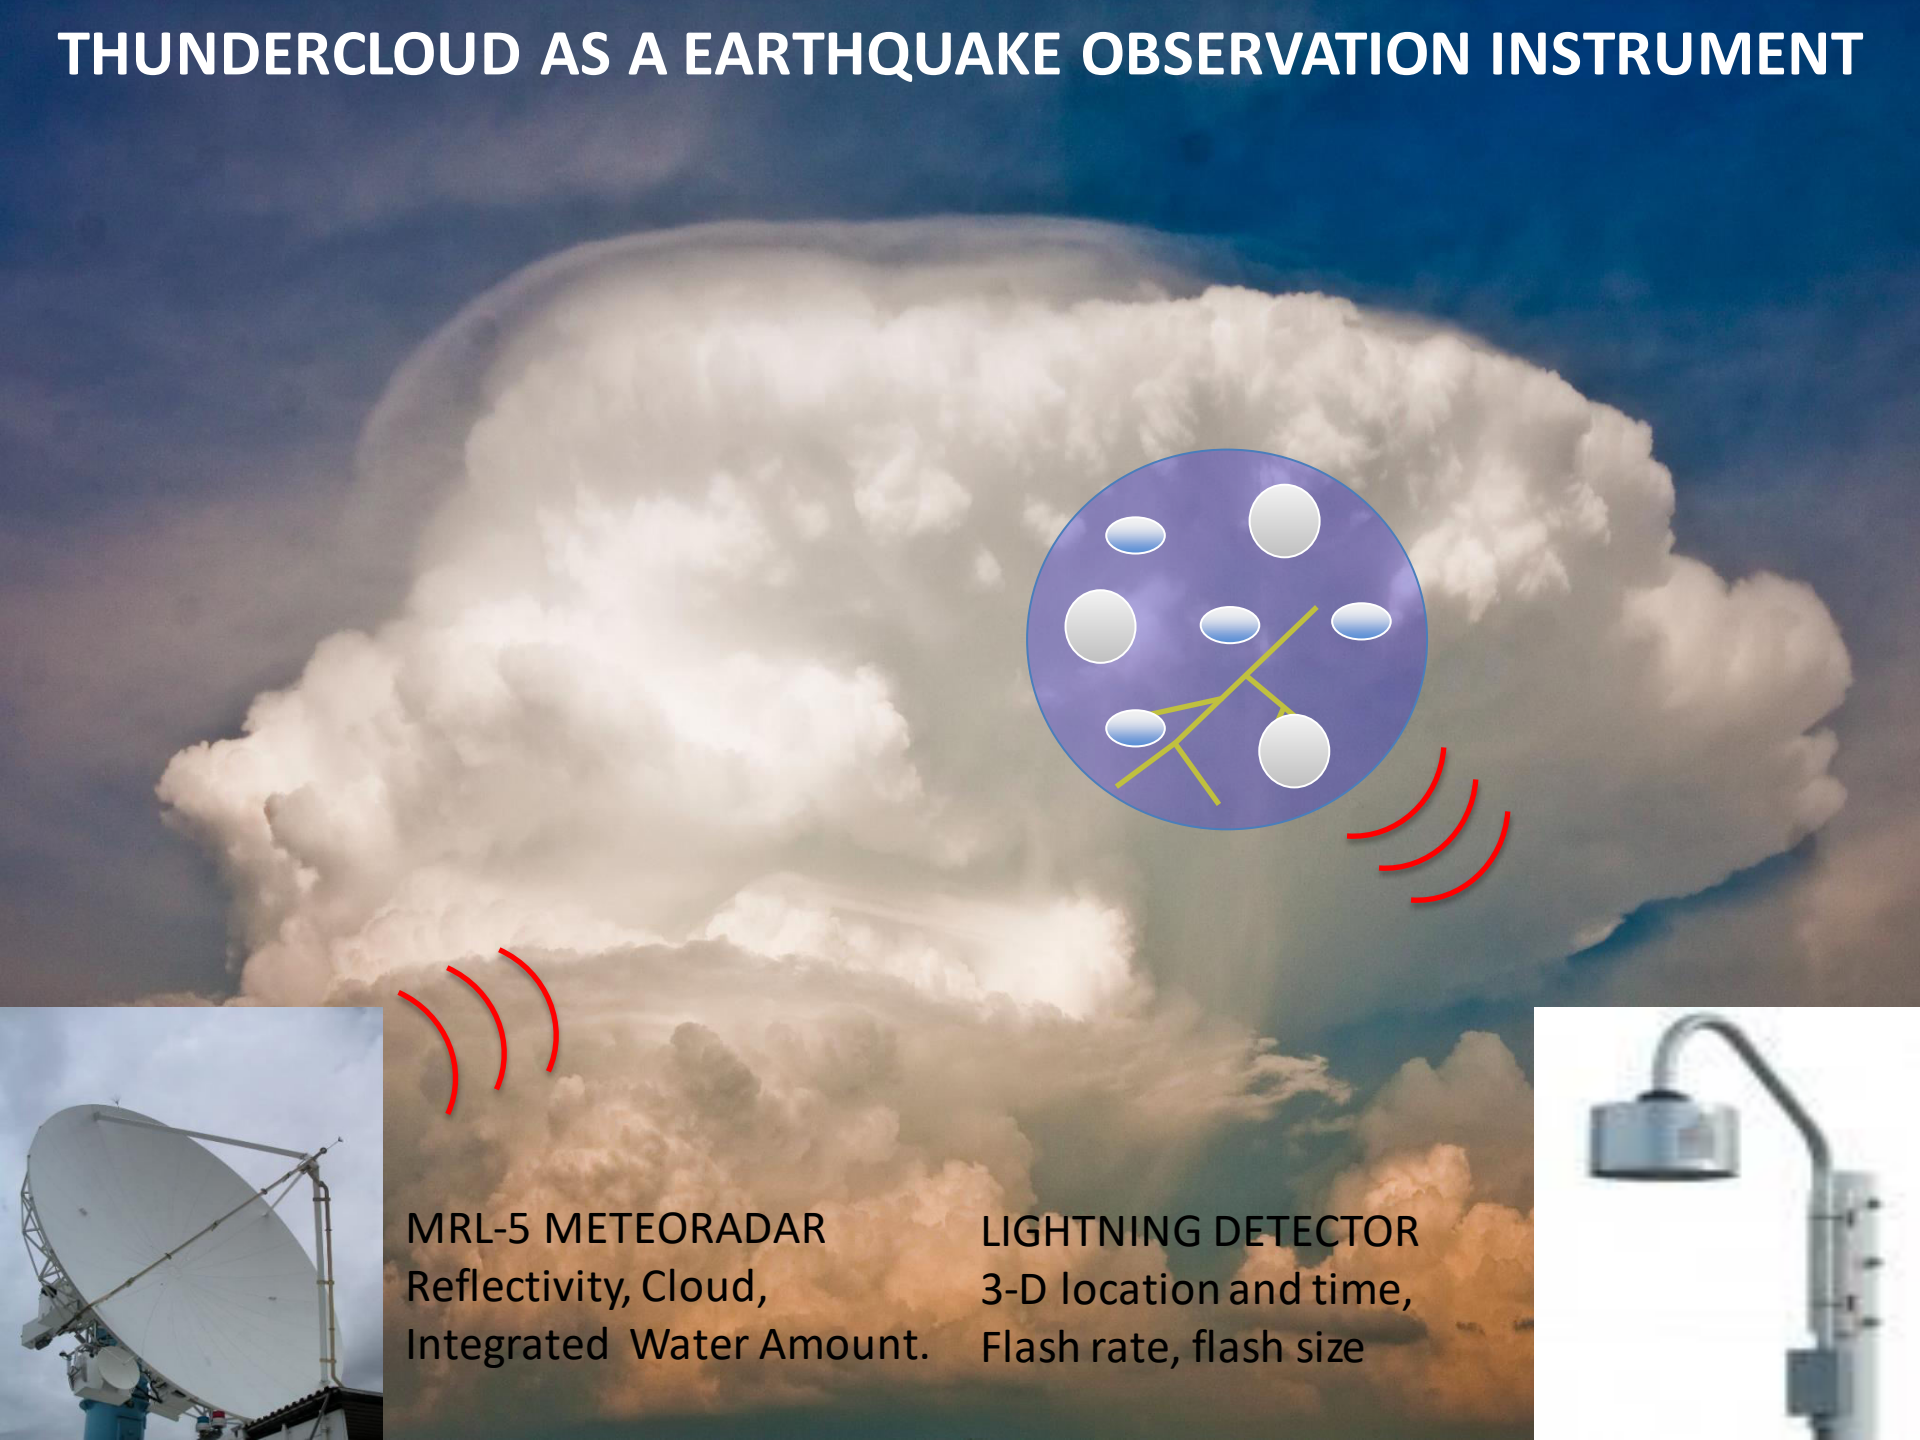 THUNDERCLOUD AS A EARTHQUAKE OBSERVATION INSTRUMENT
MRL-5 METEORADAR
Reflectivity, Cloud,
Integrated Water Amount.
LIGHTNING DETECTOR
3-D location and time,
Flash rate, flash size